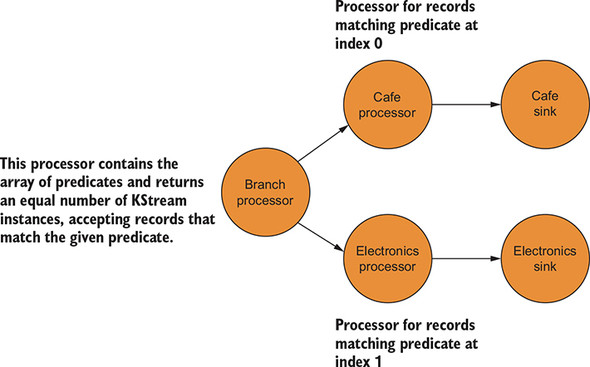 Processor for records
matching predicate at
index 0
Cafe
processor
Cafe
sink
This processor contains the
array of predicates and returns
an equal number of KStream
instances, accepting records that
match the given predicate.
Branch
processor
Electronics
processor
Electronics
sink
Processor for records
matching predicate at
index 1